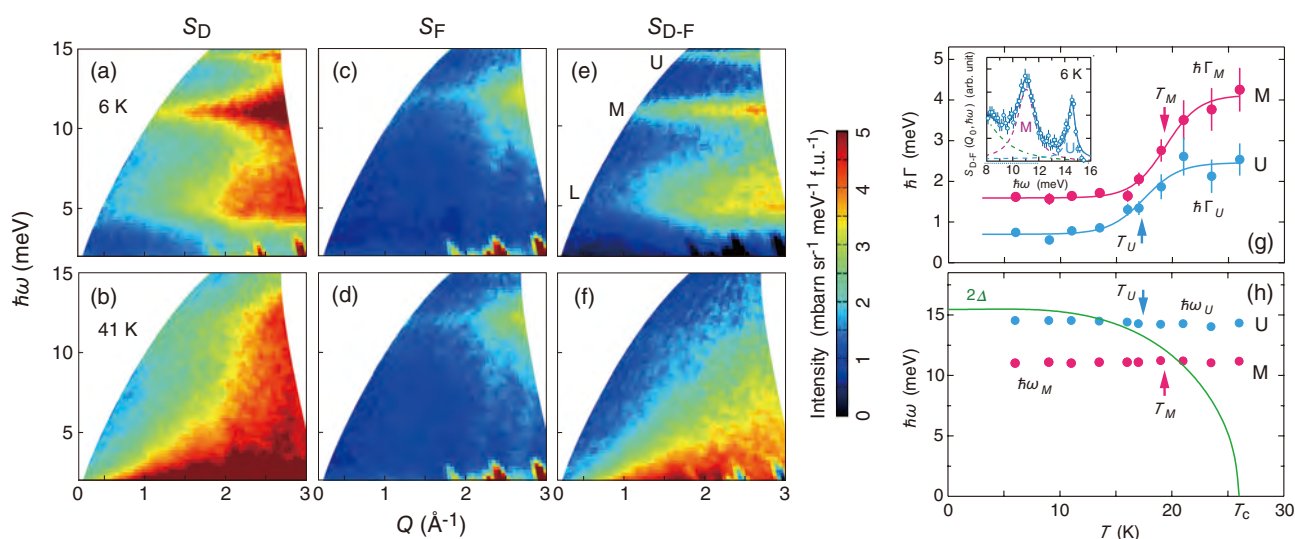 S_D S_F S_D-F
15 (a) (c) (e) U
6 K
10 M
5 L
15 (b) (d) (f)
41 K
10
5
0 1 2 3 0 1 2 3 0 1 2 3
Q (Å⁻¹)
ħω (meV)
Intensity (mbarn sr⁻¹ meV⁻¹ f.u.⁻¹)
5
4
3
2
1
0
5
4
3
2
1
0
ħΓ (meV)
S_D-F (Q₀, ħω) (arb. unit)
6 K
M
U
8 10 12 14 16
ħω (meV)
ħΓ_M
T_M
M
U
ħΓ_U
T_U
(g)
2Δ
T_U
(h)
ħω_U
U
15
M
10
ħω_M
T_M
5
0
ħω (meV)
0 10 20 T_c 30
T (K)